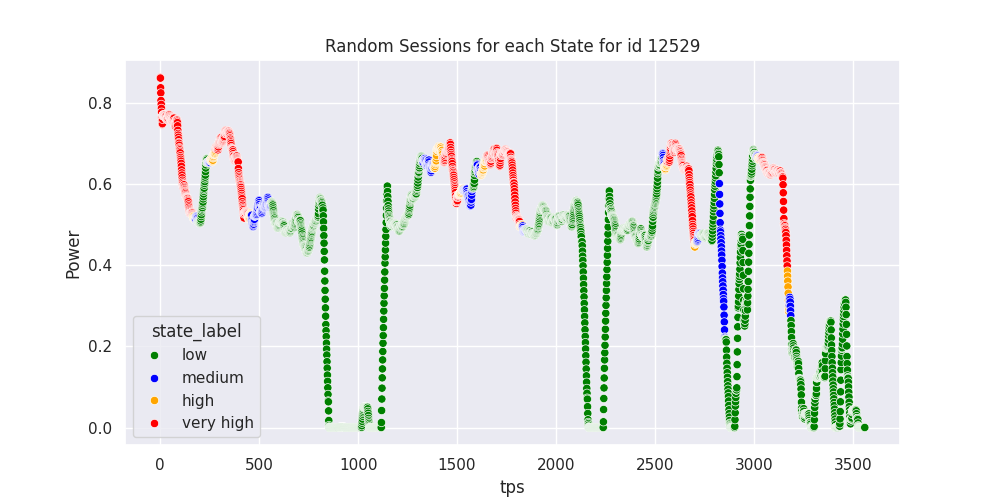 Random Sessions for each State for id 12529
Power
0.8
0.6
0.4
0.2
0.0
state_label
low
medium
high
very high
0 500 1000 1500 2000 2500 3000 3500
tps